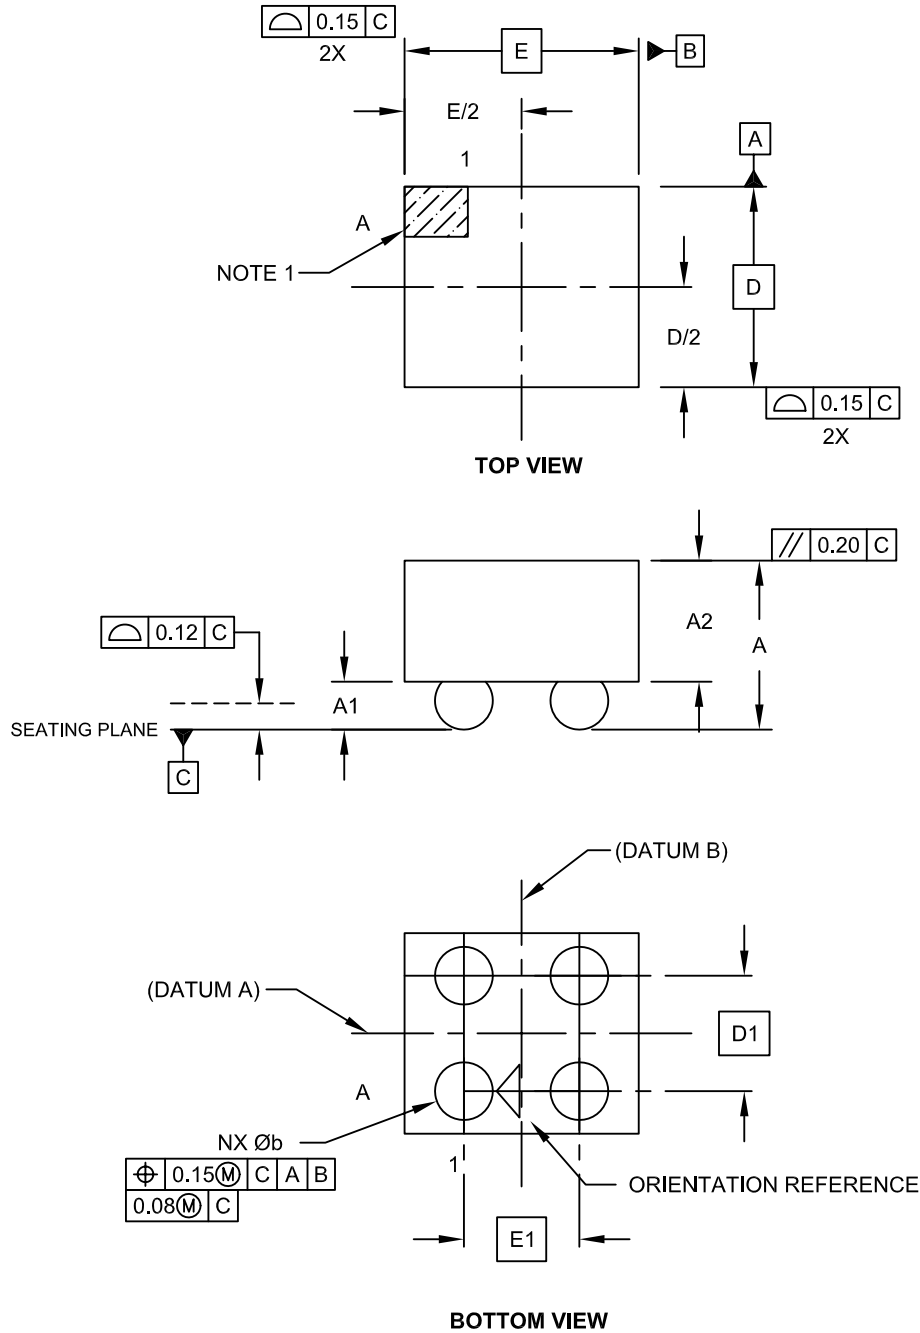 0.15 C
2X
E
B
E/2
1
A
A
NOTE 1
D
D/2
0.15 C
2X
TOP VIEW
// 0.20 C
0.12 C
A2
A
A1
SEATING PLANE
C
(DATUM B)
(DATUM A)
D1
A
NX Øb
0.15Ⓜ C A B
0.08Ⓜ C
1
ORIENTATION REFERENCE
E1
BOTTOM VIEW